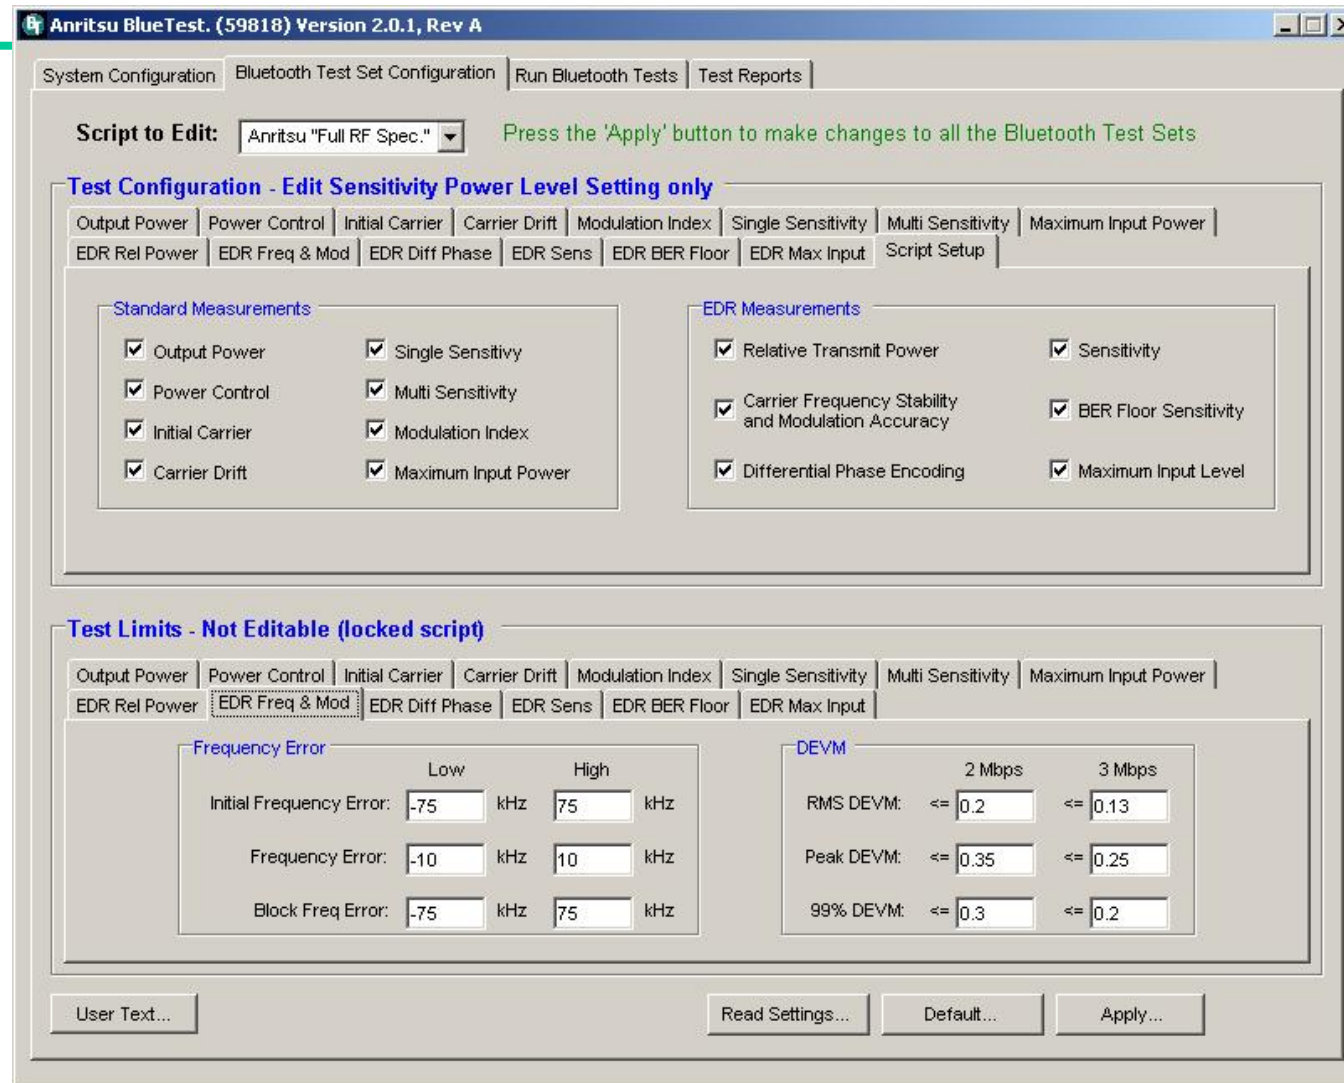 Anritsu BlueTest. (59818) Version 2.0.1, Rev A
System Configuration Bluetooth Test Set Configuration Run Bluetooth Tests Test Reports
Script to Edit: Anritsu "Full RF Spec." Press the 'Apply' button to make changes to all the Bluetooth Test Sets
Test Configuration - Edit Sensitivity Power Level Setting only
Output Power Power Control Initial Carrier Carrier Drift Modulation Index Single Sensitivity Multi Sensitivity Maximum Input Power
EDR Rel Power EDR Freq & Mod EDR Diff Phase EDR Sens EDR BER Floor EDR Max Input Script Setup
Standard Measurements
Output Power Single Sensitivy
Power Control Multi Sensitivity
Initial Carrier Modulation Index
Carrier Drift Maximum Input Power
EDR Measurements
Relative Transmit Power Sensitivity
Carrier Frequency Stability
and Modulation Accuracy BER Floor Sensitivity
Differential Phase Encoding Maximum Input Level
Test Limits - Not Editable (locked script)
Output Power Power Control Initial Carrier Carrier Drift Modulation Index Single Sensitivity Multi Sensitivity Maximum Input Power
EDR Rel Power EDR Freq & Mod EDR Diff Phase EDR Sens EDR BER Floor EDR Max Input
Frequency Error
Low High
Initial Frequency Error: -75 kHz 75 kHz
Frequency Error: -10 kHz 10 kHz
Block Freq Error: -75 kHz 75 kHz
DEVM
2 Mbps 3 Mbps
RMS DEVM: <= 0.2 <= 0.13
Peak DEVM: <= 0.35 <= 0.25
99% DEVM: <= 0.3 <= 0.2
User Text... Read Settings... Default... Apply...